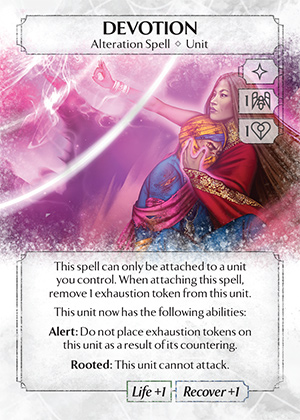 DEVOTION
Alteration Spell ⟡ Unit
1
1
This spell can only be attached to a unit
you control. When attaching this spell,
remove 1 exhaustion token from this unit.
This unit now has the following abilities:
Alert: Do not place exhaustion tokens on
this unit as a result of its countering.
Rooted: This unit cannot attack.
Life +1 Recover +1